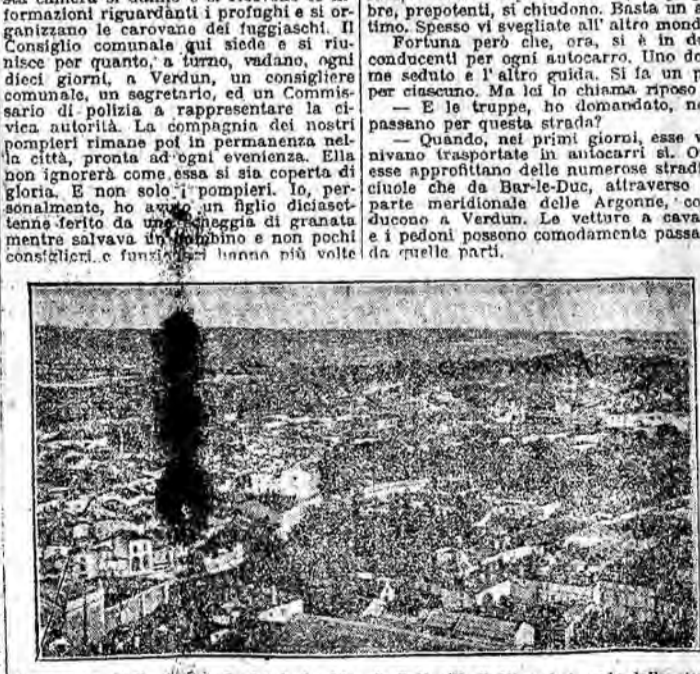 formazioni riguardanti i profughi e si or-
ganizzano le carovane dei fuggiaschi. Il
Consiglio comunale qui siede e si riu-
nisce per quanto, a turno, vadano, ogni
dieci giorni, a Verdun, un consigliere
comunale, un segretario, ed un Commis-
sario di polizia a rappresentare la ci-
vica autorità. La compagnia dei nostri
pompieri rimane poi in permanenza nel-
la città, pronta ad ogni evenienza. Ella
non ignorerà come essa si sia coperta di
gloria. E non solo i pompieri. Io, per-
sonalmente, ho avuto un figlio diciaset-
tenne ferito da una scheggia di granata
mentre salvava un bambino e non pochi
consiglieri e funzionari hanno più volte
bre, prepotenti, si chiudono. Basta un a
timo. Spesso vi svegliate all' altro mond
Fortuna però che, ora, si è in d
conducenti per ogni autocarro. Uno do
me seduto e l' altro guida. Si fa un
per ciascuno. Ma lei lo chiama riposo
— E le truppe, ho domandato, n
passano per questa strada?
— Quando, nei primi giorni, esse v
nivano trasportate in autocarri sì. O
esse approfittano delle numerose stradi
ciuole che da Bar-le-Duc, attraverso
parte meridionale delle Argonne, co
ducono a Verdun. Le vetture a caval
e i pedoni possono comodamente passa
da quelle parti.